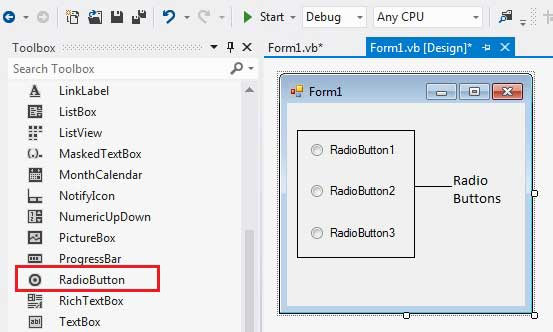 Start Debug Any CPU
Toolbox
Search Toolbox
LinkLabel
ListBox
ListView
MaskedTextBox
MonthCalendar
NotifyIcon
NumericUpDown
PictureBox
ProgressBar
RadioButton
RichTextBox
TextBox
Form1.vb* Form1.vb [Design]*
Form1
RadioButton1
RadioButton2
RadioButton3
Radio
Buttons